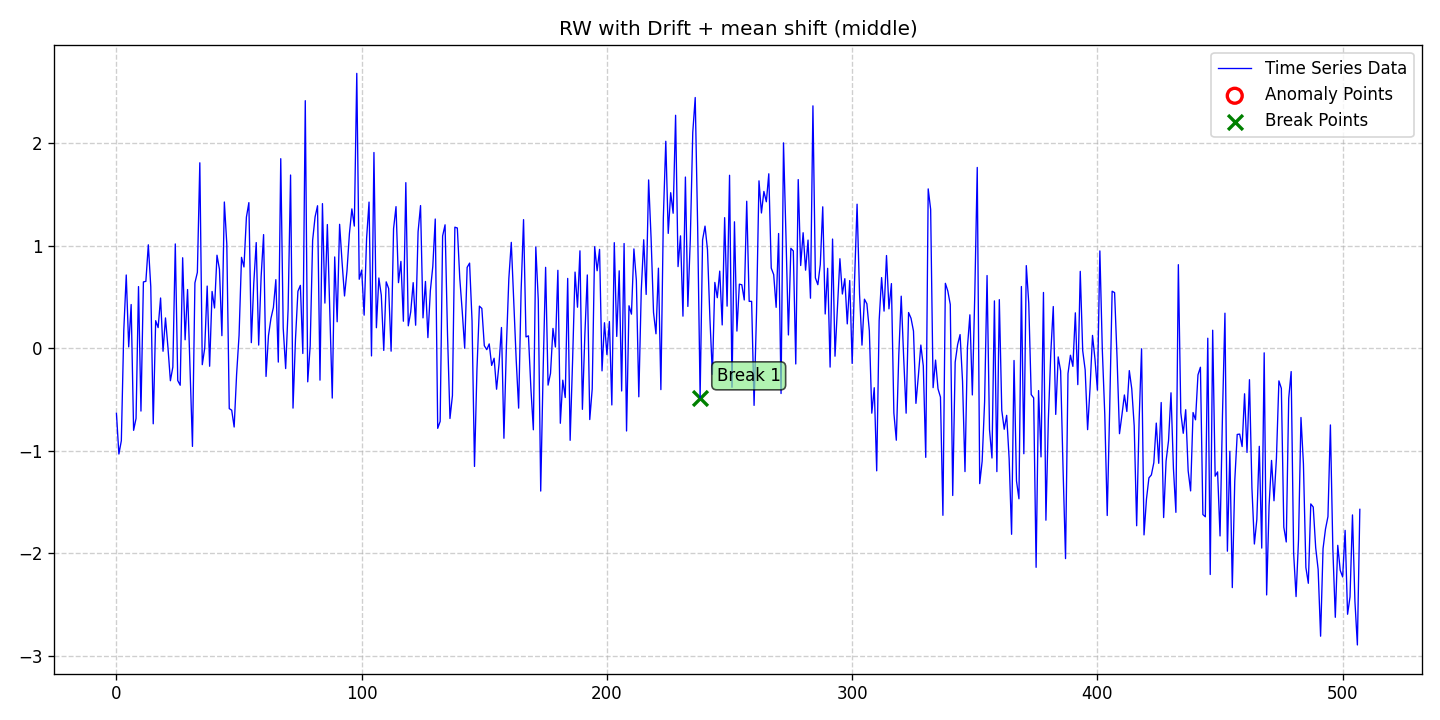 RW with Drift + mean shift (middle)
Time Series Data
Anomaly Points
Break Points
2
1
0
−1
−2
−3
Break 1
0 100 200 300 400 500